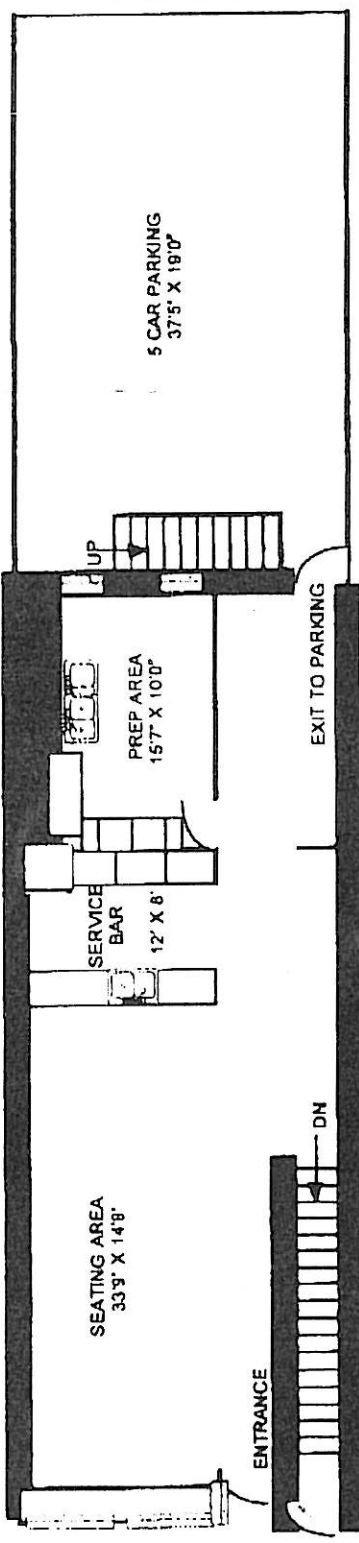 5 CAR PARKING
37'5" X 19'0"
UP
PREP AREA
15'7" X 10'0"
EXIT TO PARKING
SERVICE
BAR
12' X 8'
SEATING AREA
33'9" X 14'9"
DN
ENTRANCE